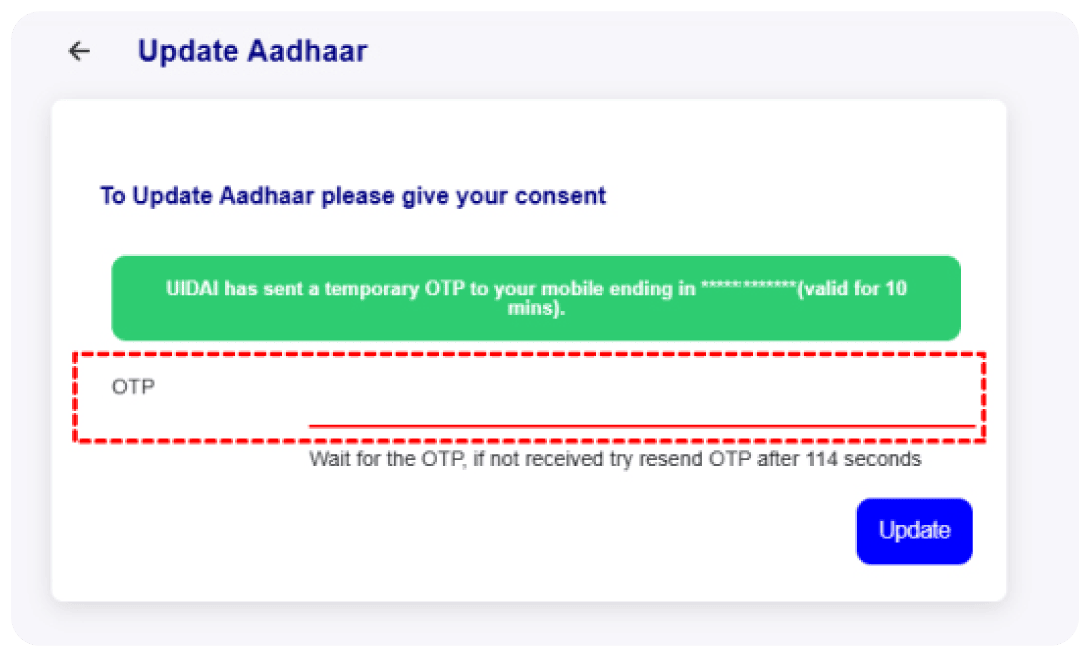 Update Aadhaar
To Update Aadhaar please give your consent
UIDAI has sent a temporary OTP to your mobile ending in *************(valid for 10
mins).
OTP
Wait for the OTP, if not received try resend OTP after 114 seconds
Update